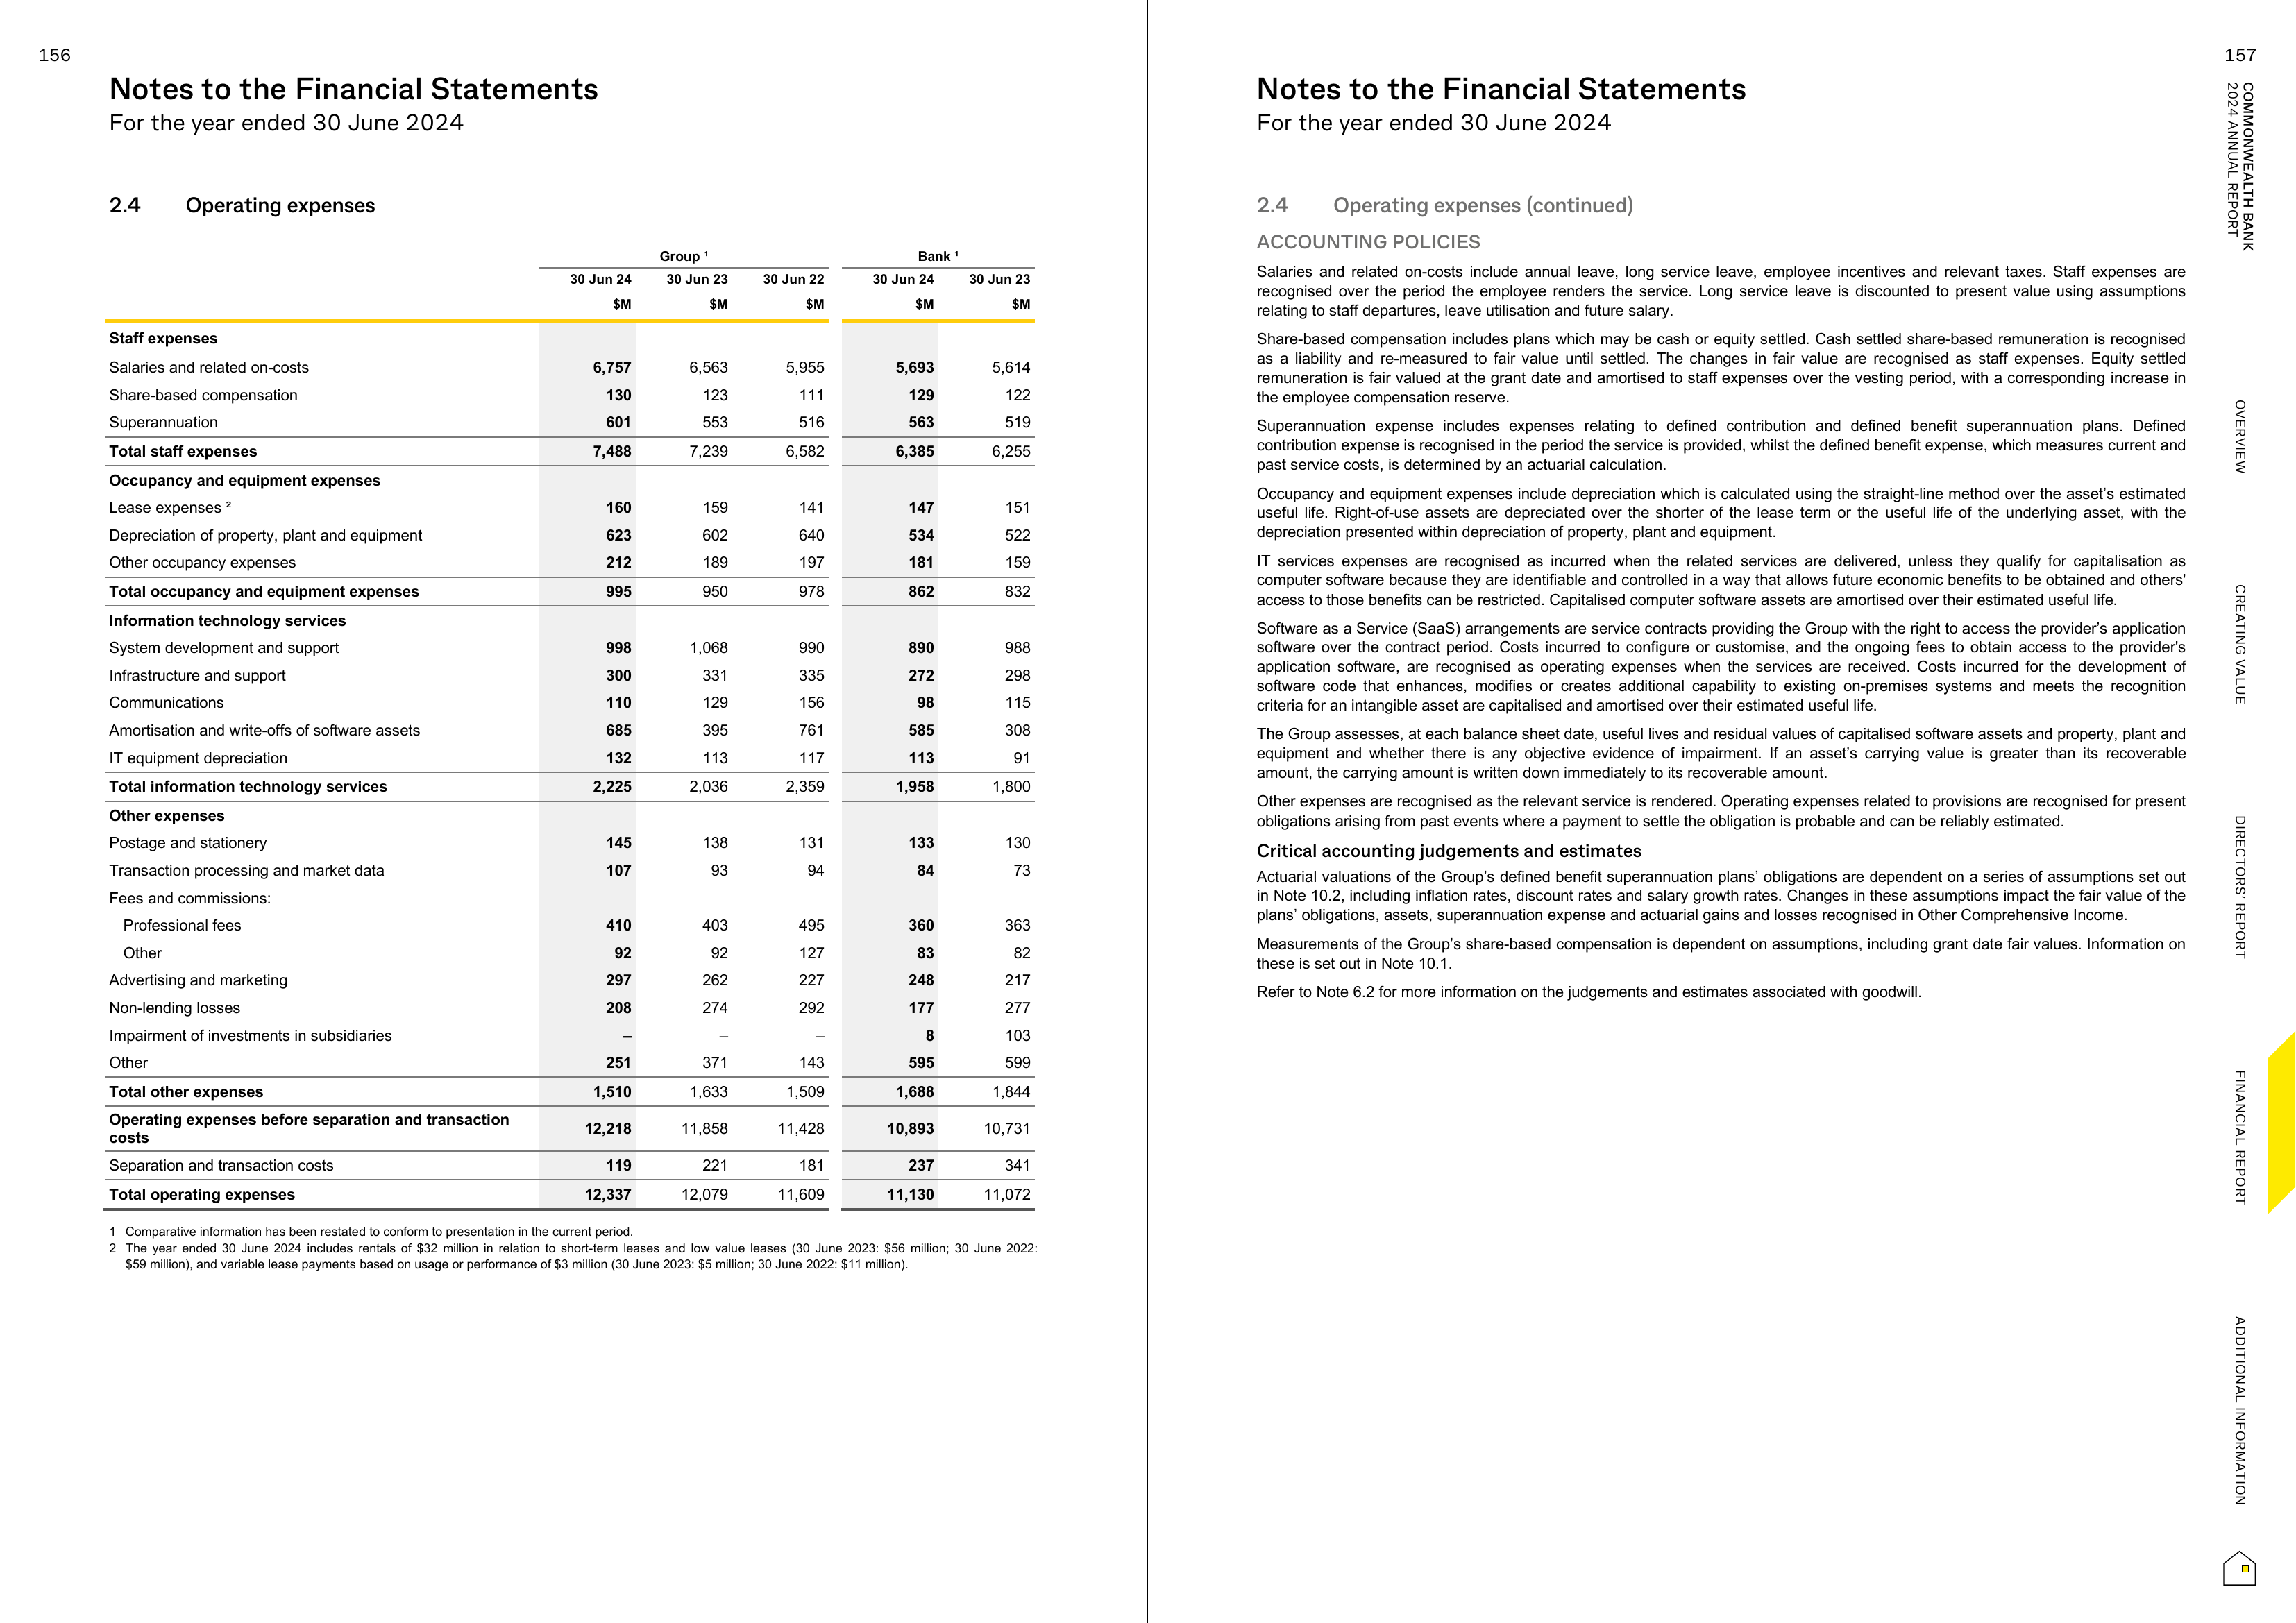 156
Notes to the Financial Statements
For the year ended 30 June 2024
2.4 Operating expenses
Group ¹ Bank ¹
30 Jun 24 30 Jun 23 30 Jun 22 30 Jun 24 30 Jun 23
$M $M $M $M $M
Staff expenses
Salaries and related on-costs 6,757 6,563 5,955 5,693 5,614
Share-based compensation 130 123 111 129 122
Superannuation 601 553 516 563 519
Total staff expenses 7,488 7,239 6,582 6,385 6,255
Occupancy and equipment expenses
Lease expenses ² 160 159 141 147 151
Depreciation of property, plant and equipment 623 602 640 534 522
Other occupancy expenses 212 189 197 181 159
Total occupancy and equipment expenses 995 950 978 862 832
Information technology services
System development and support 998 1,068 990 890 988
Infrastructure and support 300 331 335 272 298
Communications 110 129 156 98 115
Amortisation and write-offs of software assets 685 395 761 585 308
IT equipment depreciation 132 113 117 113 91
Total information technology services 2,225 2,036 2,359 1,958 1,800
Other expenses
Postage and stationery 145 138 131 133 130
Transaction processing and market data 107 93 94 84 73
Fees and commissions:
Professional fees 410 403 495 360 363
Other 92 92 127 83 82
Advertising and marketing 297 262 227 248 217
Non-lending losses 208 274 292 177 277
Impairment of investments in subsidiaries – – – 8 103
Other 251 371 143 595 599
Total other expenses 1,510 1,633 1,509 1,688 1,844
Operating expenses before separation and transaction
costs 12,218 11,858 11,428 10,893 10,731
Separation and transaction costs 119 221 181 237 341
Total operating expenses 12,337 12,079 11,609 11,130 11,072
1 Comparative information has been restated to conform to presentation in the current period.
2 The year ended 30 June 2024 includes rentals of $32 million in relation to short-term leases and low value leases (30 June 2023: $56 million; 30 June 2022:
$59 million), and variable lease payments based on usage or performance of $3 million (30 June 2023: $5 million; 30 June 2022: $11 million).
157
Notes to the Financial Statements
For the year ended 30 June 2024
2.4 Operating expenses (continued)
ACCOUNTING POLICIES
Salaries and related on-costs include annual leave, long service leave, employee incentives and relevant taxes. Staff expenses are
recognised over the period the employee renders the service. Long service leave is discounted to present value using assumptions
relating to staff departures, leave utilisation and future salary.
Share-based compensation includes plans which may be cash or equity settled. Cash settled share-based remuneration is recognised
as a liability and re-measured to fair value until settled. The changes in fair value are recognised as staff expenses. Equity settled
remuneration is fair valued at the grant date and amortised to staff expenses over the vesting period, with a corresponding increase in
the employee compensation reserve.
Superannuation expense includes expenses relating to defined contribution and defined benefit superannuation plans. Defined
contribution expense is recognised in the period the service is provided, whilst the defined benefit expense, which measures current and
past service costs, is determined by an actuarial calculation.
Occupancy and equipment expenses include depreciation which is calculated using the straight-line method over the asset's estimated
useful life. Right-of-use assets are depreciated over the shorter of the lease term or the useful life of the underlying asset, with the
depreciation presented within depreciation of property, plant and equipment.
IT services expenses are recognised as incurred when the related services are delivered, unless they qualify for capitalisation as
computer software because they are identifiable and controlled in a way that allows future economic benefits to be obtained and others'
access to those benefits can be restricted. Capitalised computer software assets are amortised over their estimated useful life.
Software as a Service (SaaS) arrangements are service contracts providing the Group with the right to access the provider's application
software over the contract period. Costs incurred to configure or customise, and the ongoing fees to obtain access to the provider's
application software, are recognised as operating expenses when the services are received. Costs incurred for the development of
software code that enhances, modifies or creates additional capability to existing on-premises systems and meets the recognition
criteria for an intangible asset are capitalised and amortised over their estimated useful life.
The Group assesses, at each balance sheet date, useful lives and residual values of capitalised software assets and property, plant and
equipment and whether there is any objective evidence of impairment. If an asset's carrying value is greater than its recoverable
amount, the carrying amount is written down immediately to its recoverable amount.
Other expenses are recognised as the relevant service is rendered. Operating expenses related to provisions are recognised for present
obligations arising from past events where a payment to settle the obligation is probable and can be reliably estimated.
Critical accounting judgements and estimates
Actuarial valuations of the Group's defined benefit superannuation plans' obligations are dependent on a series of assumptions set out
in Note 10.2, including inflation rates, discount rates and salary growth rates. Changes in these assumptions impact the fair value of the
plans' obligations, assets, superannuation expense and actuarial gains and losses recognised in Other Comprehensive Income.
Measurements of the Group's share-based compensation is dependent on assumptions, including grant date fair values. Information on
these is set out in Note 10.1.
Refer to Note 6.2 for more information on the judgements and estimates associated with goodwill.
COMMONWEALTH BANK
2024 ANNUAL REPORT
OVERVIEW
CREATING VALUE
DIRECTORS' REPORT
FINANCIAL REPORT
ADDITIONAL INFORMATION